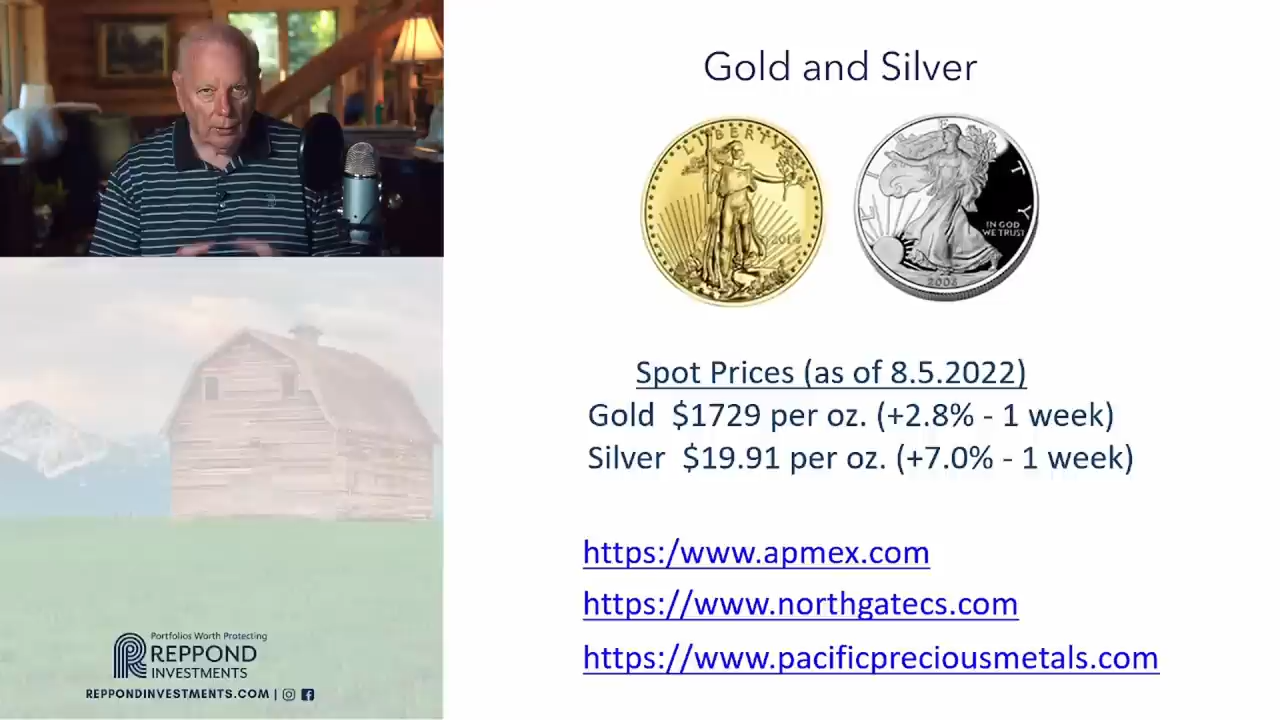 Gold and Silver
LIBERTY
2014
LIBERTY
IN GOD
WE TRUST
Spot Prices (as of 8.5.2022)
Gold $1729 per oz. (+2.8% - 1 week)
Silver $19.91 per oz. (+7.0% - 1 week)
https:/www.apmex.com
https://www.northgatecs.com
https://www.pacificpreciousmetals.com
Portfolios Worth Protecting
REPPOND
INVESTMENTS
REPPONDINVESTMENTS.COM |